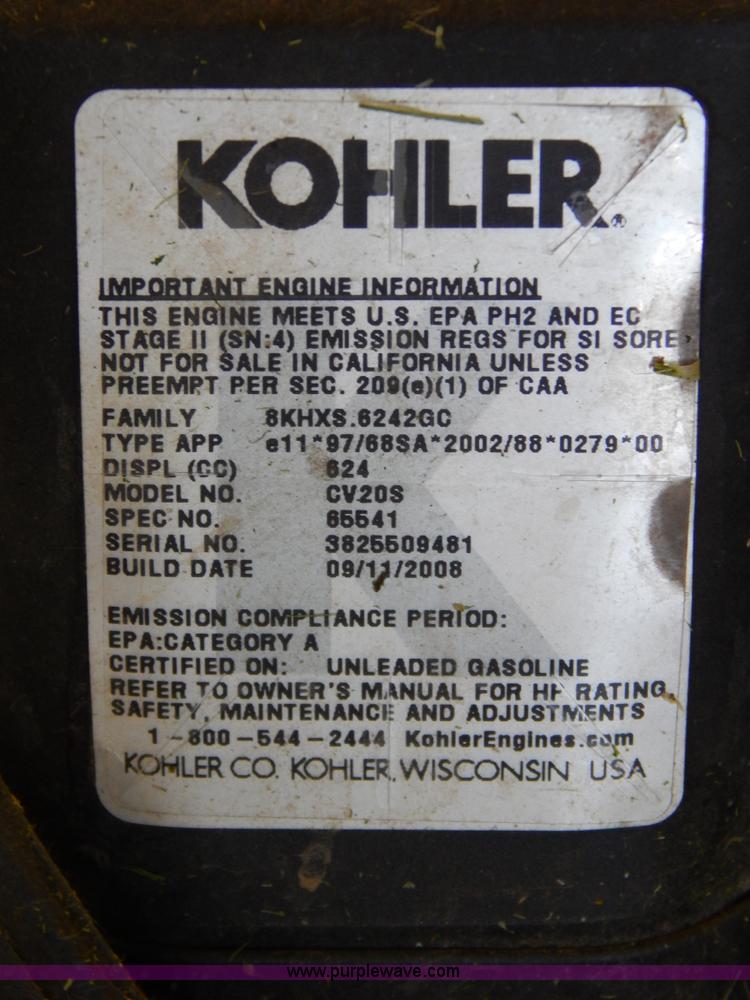 KOHLER®
IMPORTANT ENGINE INFORMATION
THIS ENGINE MEETS U.S. EPA PH2 AND EC
STAGE II (SN:4) EMISSION REGS FOR SI SORE
NOT FOR SALE IN CALIFORNIA UNLESS
PREEMPT PER SEC. 209(e)(1) OF CAA
FAMILY 8KHXS.6242GC
TYPE APP e11*97/68SA*2002/88*0279*00
DISPL (CC) 624
MODEL NO. CV20S
SPEC NO. 65541
SERIAL NO. 3825509481
BUILD DATE 09/11/2008
EMISSION COMPLIANCE PERIOD:
EPA:CATEGORY A
CERTIFIED ON: UNLEADED GASOLINE
REFER TO OWNER'S MANUAL FOR HP RATING,
SAFETY, MAINTENANCE AND ADJUSTMENTS
1-800-544-2444 KohlerEngines.com
KOHLER CO. KOHLER, WISCONSIN USA
www.purplewave.com